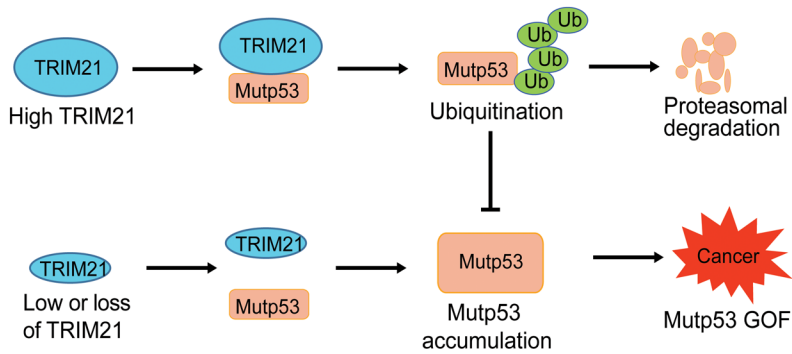 TRIM21
High TRIM21
TRIM21
Mutp53
Mutp53
Ub
Ub
Ub
Ub
Ubiquitination
Proteasomal
degradation
TRIM21
Low or loss
of TRIM21
TRIM21
Mutp53
Mutp53
Mutp53
accumulation
Cancer
Mutp53 GOF